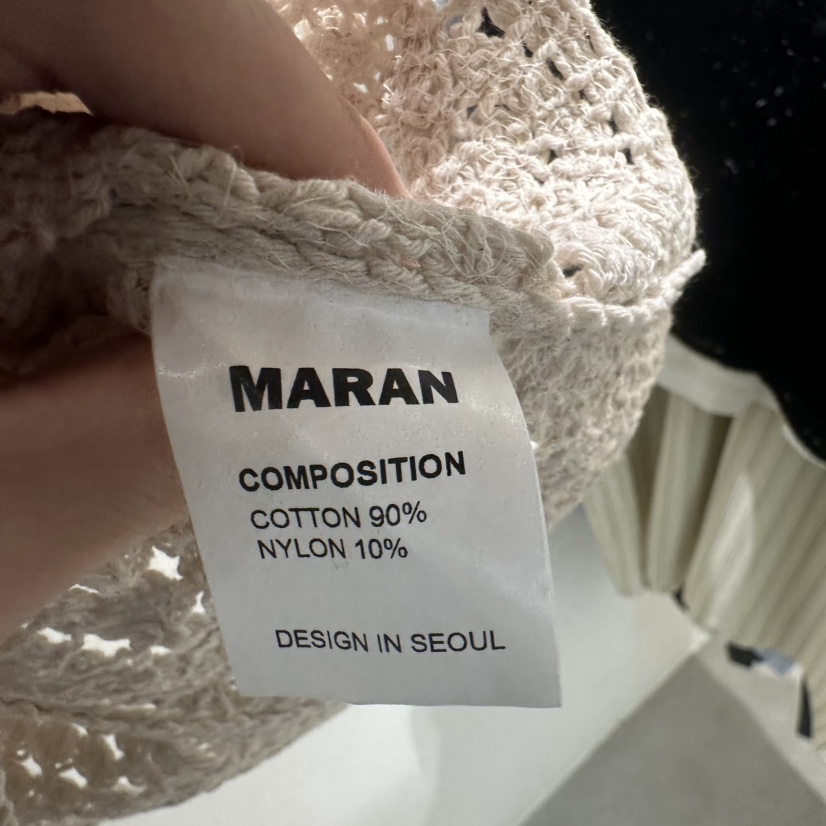 MARAN
COMPOSITION
COTTON 90%
NYLON 10%
DESIGN IN SEOUL